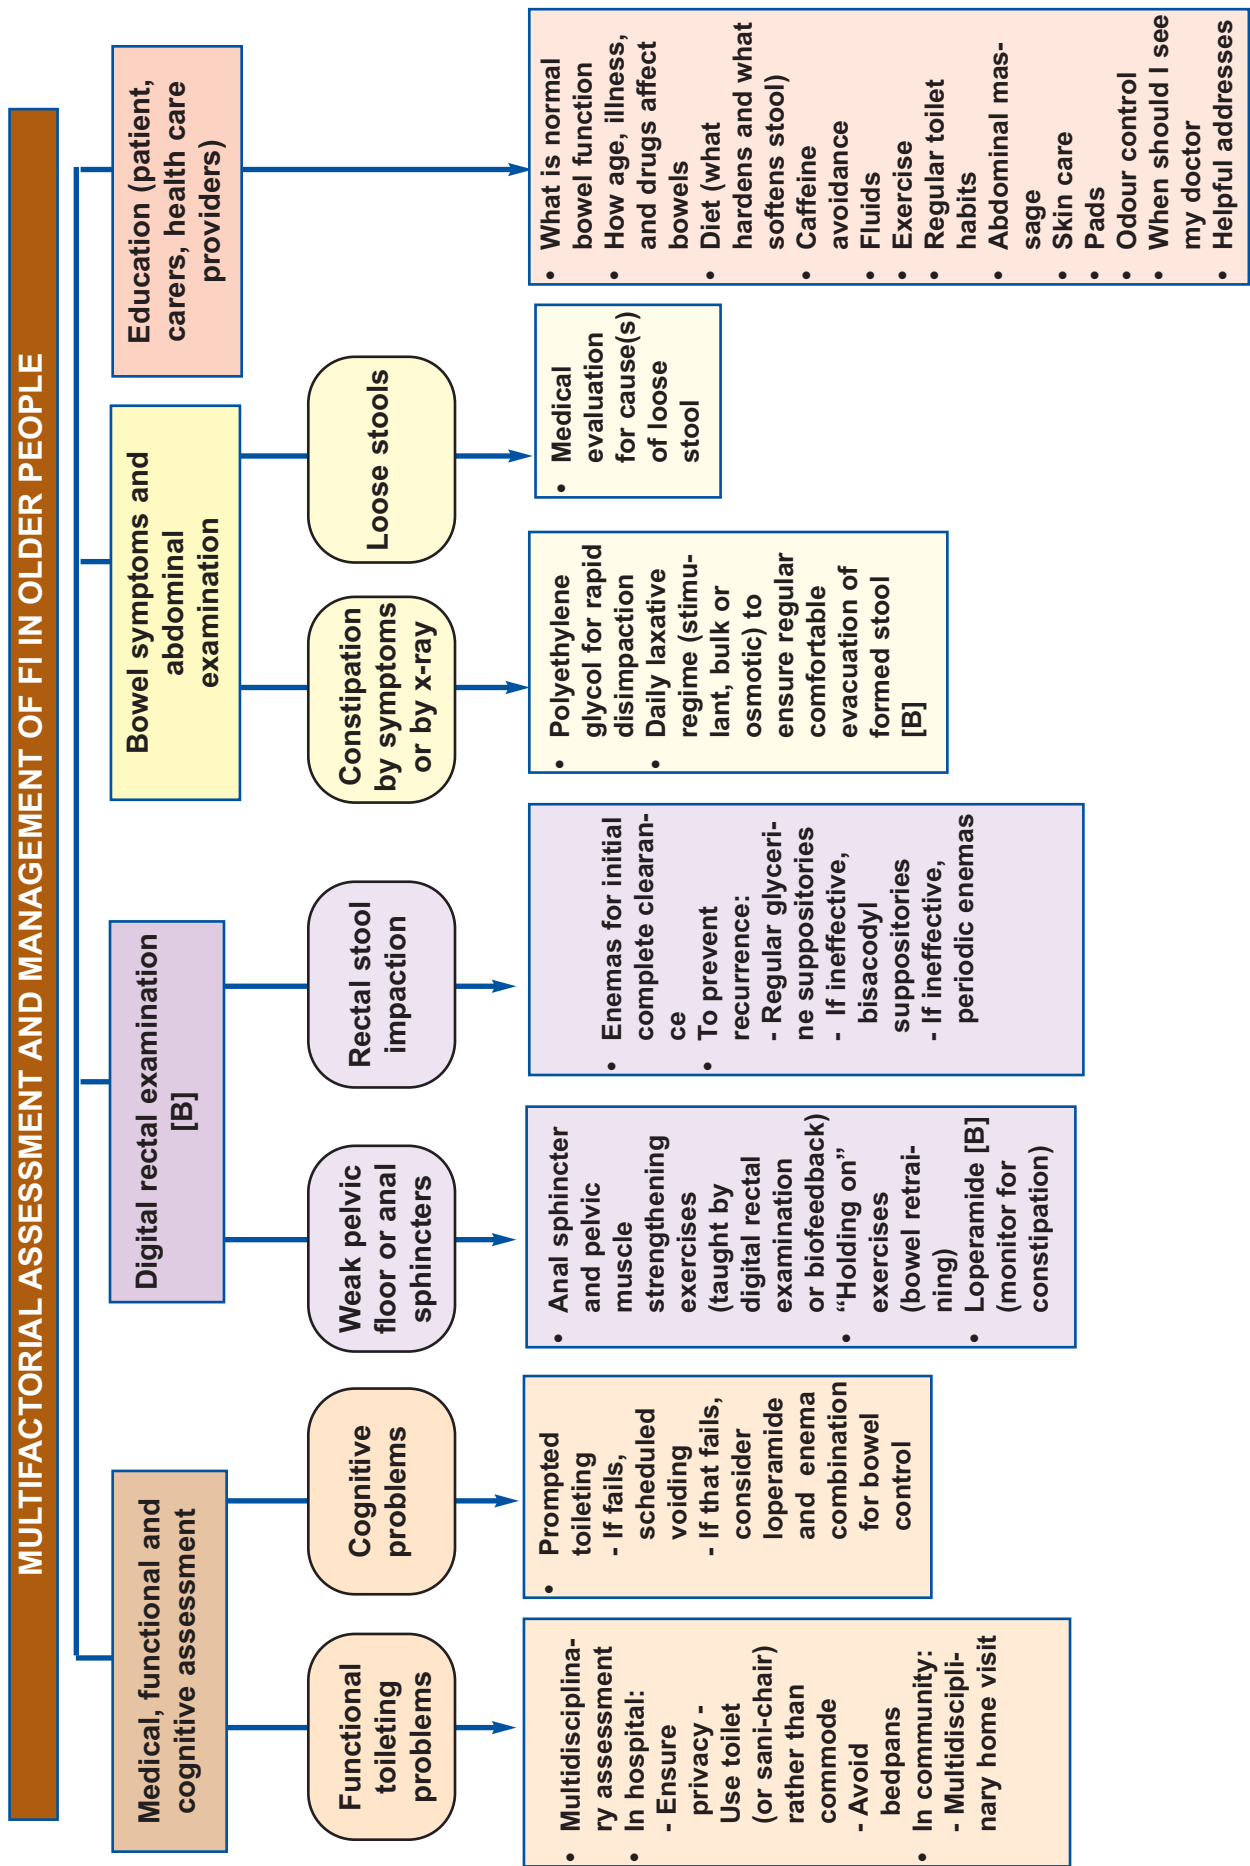 MULTIFACTORIAL ASSESSMENT AND MANAGEMENT OF FI IN OLDER PEOPLE
Medical, functional and
cognitive assessment
Digital rectal examination
[B]
Bowel symptoms and
abdominal
examination
Education (patient,
carers, health care
providers)
Functional
toileting
problems
Cognitive
problems
Weak pelvic
floor or anal
sphincters
Rectal stool
impaction
Constipation
by symptoms
or by x-ray
Loose stools
• Multidisciplina-
ry assessment
• In hospital:
- Ensure
privacy -
Use toilet
(or sani-chair)
rather than
commode
- Avoid
bedpans
• In community:
- Multidiscipli-
nary home visit
• Prompted
toileting
- If fails,
scheduled
voiding
- If that fails,
consider
loperamide
and enema
combination
for bowel
control
• Anal sphincter
and pelvic
muscle
strengthening
exercises
(taught by
digital rectal
examination
or biofeedback)
• “Holding on”
exercises
(bowel retrai-
ning)
• Loperamide [B]
(monitor for
constipation)
• Enemas for initial
complete clearan-
ce
• To prevent
recurrence:
- Regular glyceri-
ne suppositories
- If ineffective,
bisacodyl
suppositories
- If ineffective,
periodic enemas
• Polyethylene
glycol for rapid
disimpaction
• Daily laxative
regime (stimu-
lant, bulk or
osmotic) to
ensure regular
comfortable
evacuation of
formed stool
[B]
• Medical
evaluation
for cause(s)
of loose
stool
• What is normal
bowel function
• How age, illness,
and drugs affect
bowels
• Diet (what
hardens and what
softens stool)
• Caffeine
avoidance
• Fluids
• Exercise
• Regular toilet
habits
• Abdominal mas-
sage
• Skin care
• Pads
• Odour control
• When should I see
my doctor
• Helpful addresses